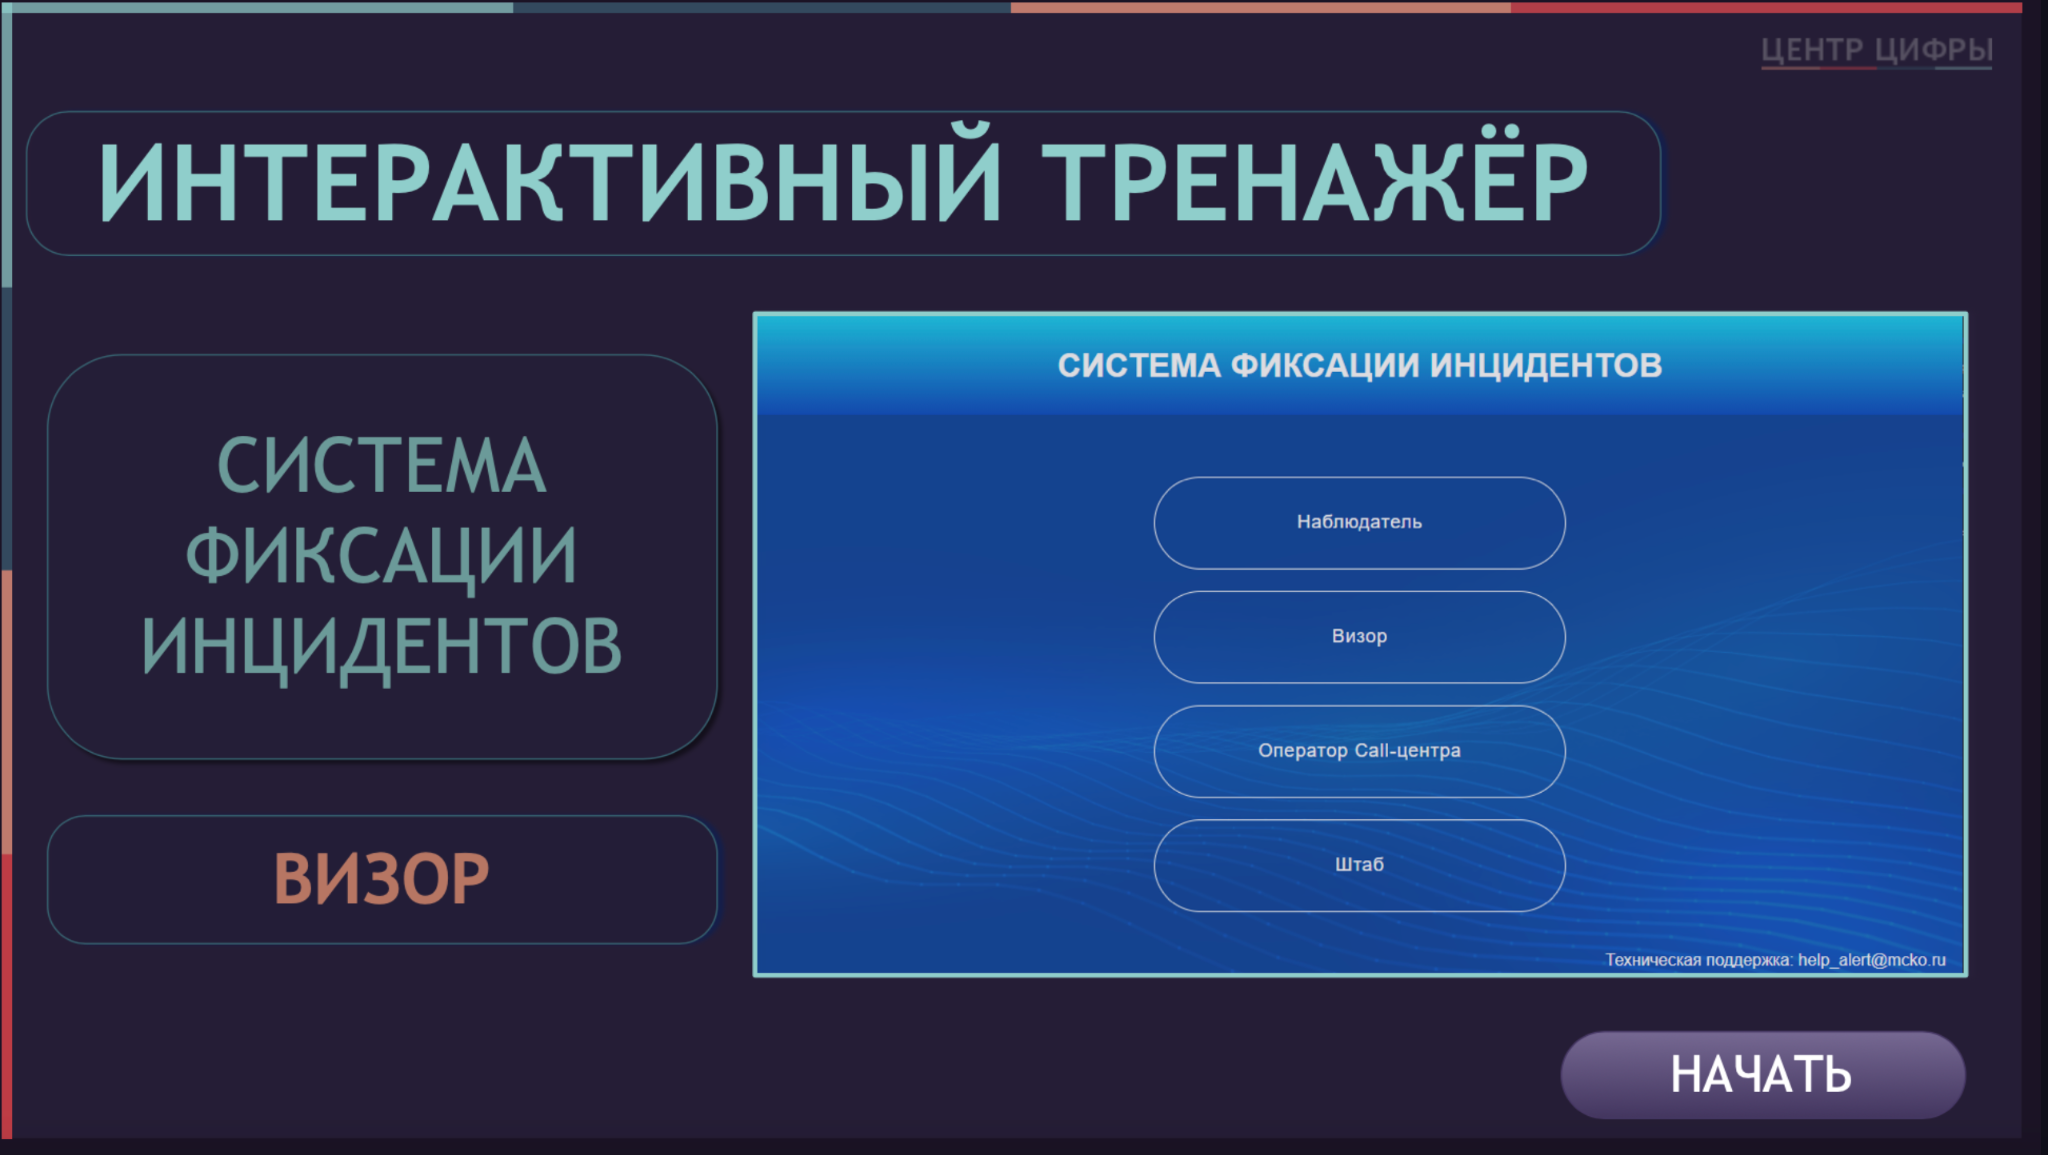 ЦЕНТР ЦИФРЫ
ИНТЕРАКТИВНЫЙ ТРЕНАЖЁР
СИСТЕМА
ФИКСАЦИИ
ИНЦИДЕНТОВ
ВИЗОР
СИСТЕМА ФИКСАЦИИ ИНЦИДЕНТОВ
Наблюдатель
Визор
Оператор Call-центра
Штаб
Техническая поддержка: help_alert@mcko.ru
НАЧАТЬ